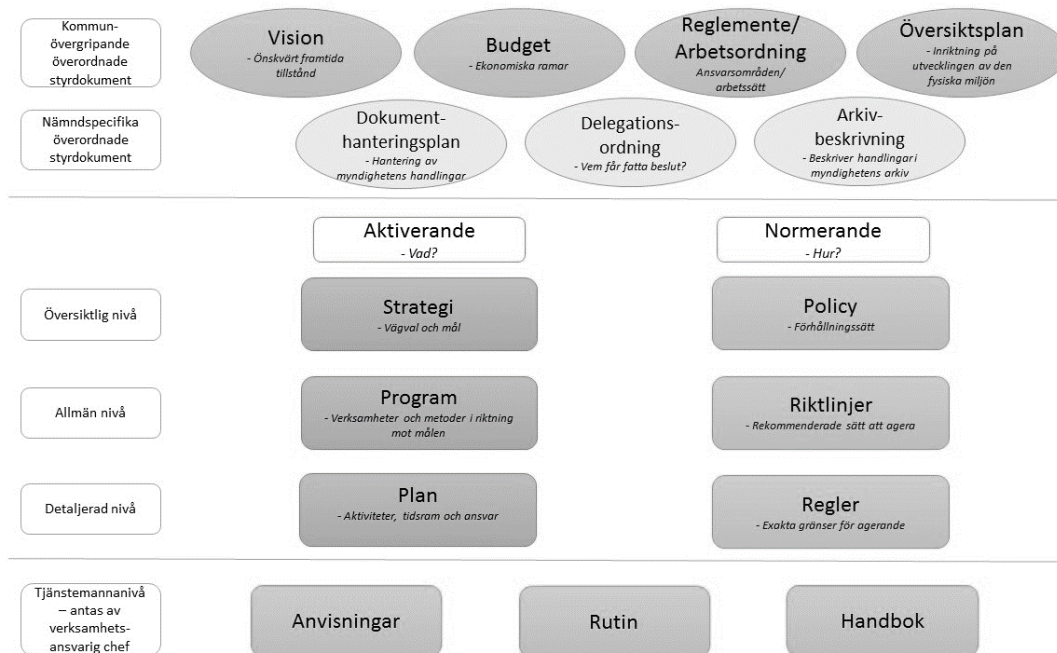 Kommun-
övergripande
överordnade
styrdokument
Vision
- Önskvärt framtida
tillstånd
Budget
- Ekonomiska ramar
Reglemente/
Arbetsordning
Ansvarsområden/
arbetssätt
Översiktsplan
- Inriktning på
utvecklingen av den
fysiska miljön
Nämndspecifika
överordnade
styrdokument
Dokument-
hanteringsplan
- Hantering av
myndighetens handlingar
Delegations-
ordning
- Vem får fatta beslut?
Arkiv-
beskrivning
- Beskriver handlingar i
myndighetens arkiv
Aktiverande
- Vad?
Normerande
- Hur?
Översiktlig nivå
Strategi
- Vägval och mål
Policy
- Förhållningssätt
Allmän nivå
Program
- Verksamheter och metoder i riktning
mot målen
Riktlinjer
- Rekommenderade sätt att agera
Detaljerad nivå
Plan
- Aktiviteter, tidsram och ansvar
Regler
- Exakta gränser för agerande
Tjänstemannanivå
– antas av
verksamhets-
ansvarig chef
Anvisningar
Rutin
Handbok